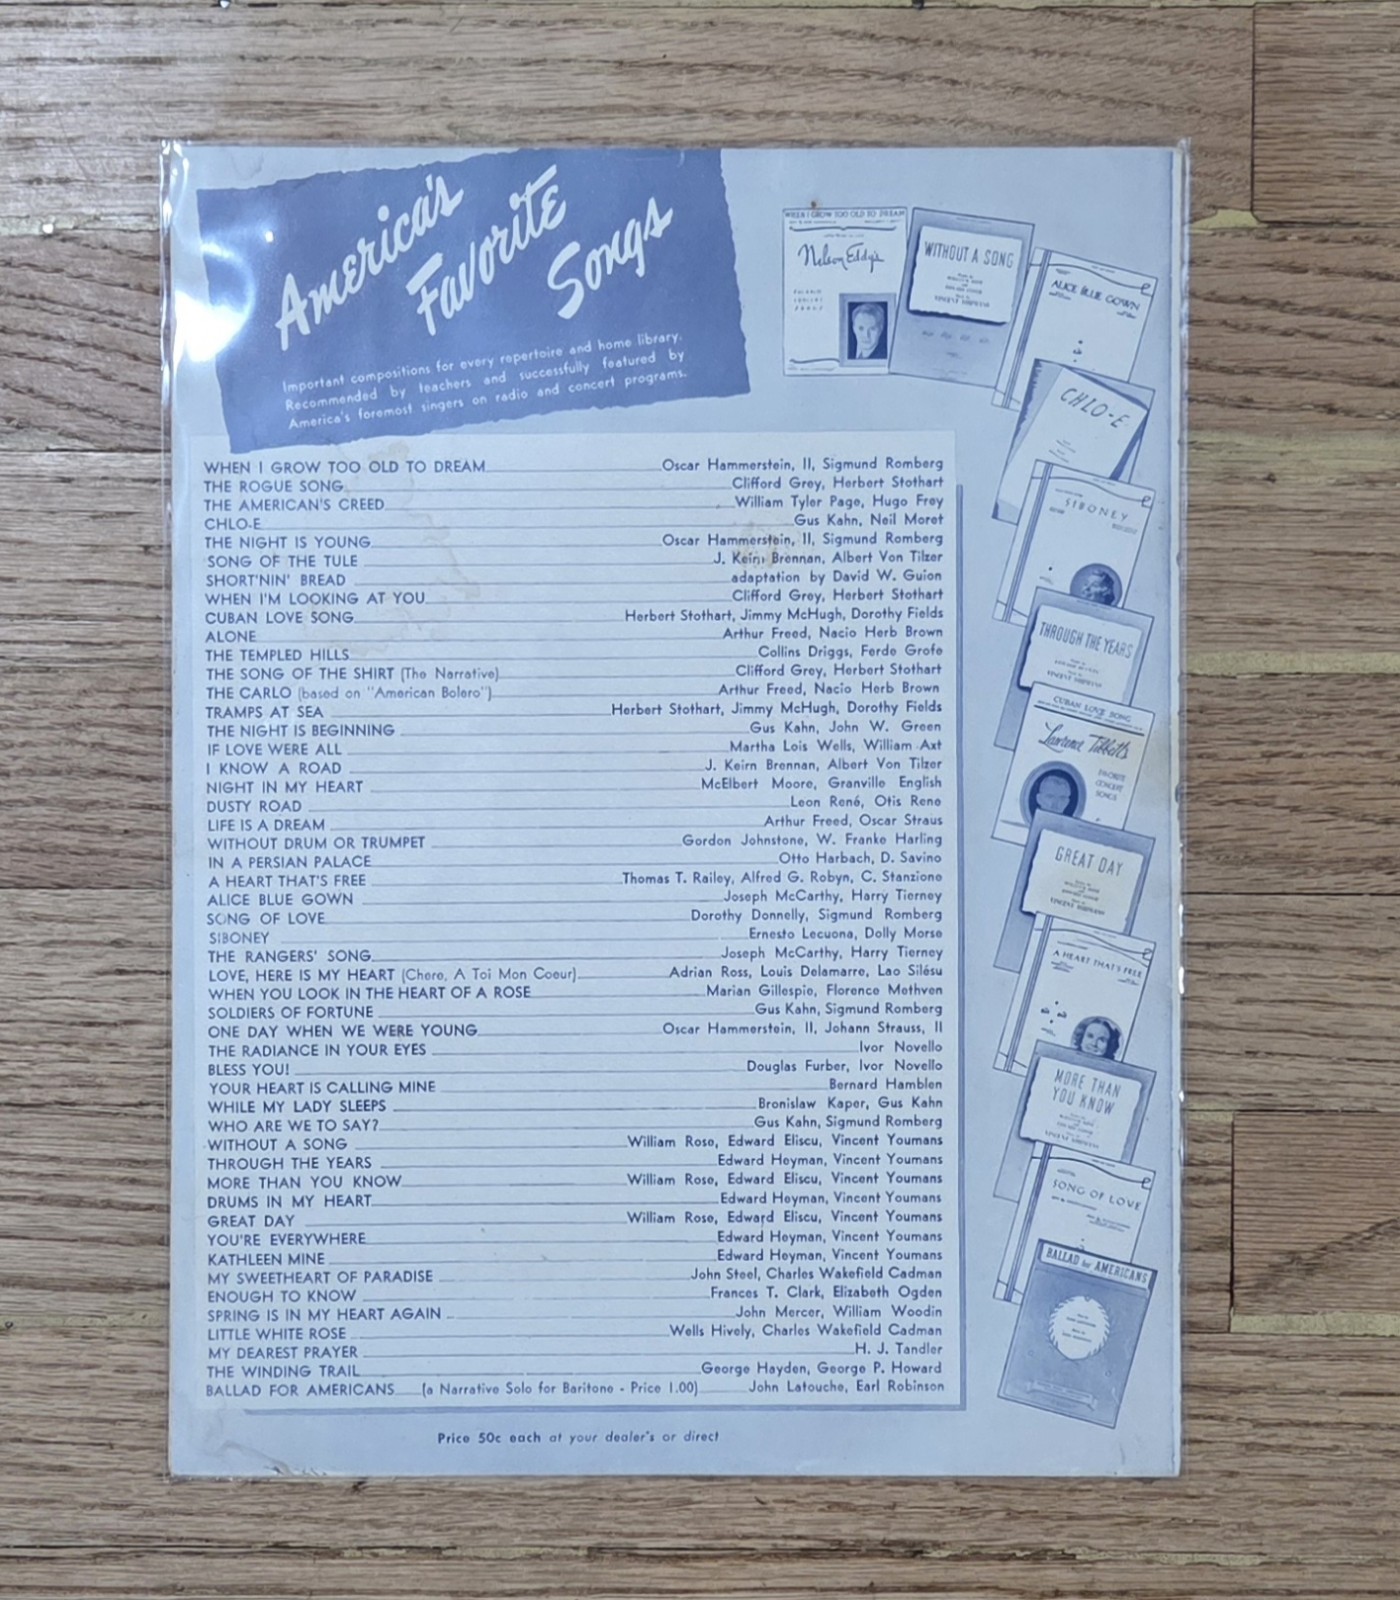 America's
Favorite
Songs
Important compositions for every repertoire and home library.
Recommended by teachers and successfully featured by
America's foremost singers on radio and concert programs.
WHEN I GROW TOO OLD TO DREAM Oscar Hammerstein, II, Sigmund Romberg
THE ROGUE SONG Clifford Grey, Herbert Stothart
THE AMERICAN'S CREED William Tyler Page, Hugo Frey
CHLO-E Gus Kahn, Neil Moret
THE NIGHT IS YOUNG Oscar Hammerstein, II, Sigmund Romberg
SONG OF THE TULE J. Keirn Brennan, Albert Von Tilzer
SHORT'NIN' BREAD adaptation by David W. Guion
WHEN I'M LOOKING AT YOU Clifford Grey, Herbert Stothart
CUBAN LOVE SONG Herbert Stothart, Jimmy McHugh, Dorothy Fields
ALONE Arthur Freed, Nacio Herb Brown
THE TEMPLED HILLS Collins Driggs, Ferde Grofe
THE SONG OF THE SHIRT (The Narrative) Clifford Grey, Herbert Stothart
THE CARLO (based on "American Bolero") Arthur Freed, Nacio Herb Brown
TRAMPS AT SEA Herbert Stothart, Jimmy McHugh, Dorothy Fields
THE NIGHT IS BEGINNING Gus Kahn, John W. Green
IF LOVE WERE ALL Martha Lois Wells, William Axt
I KNOW A ROAD J. Keirn Brennan, Albert Von Tilzer
NIGHT IN MY HEART McElbert Moore, Granville English
DUSTY ROAD Leon René, Otis Rene
LIFE IS A DREAM Arthur Freed, Oscar Straus
WITHOUT DRUM OR TRUMPET Gordon Johnstone, W. Franke Harling
IN A PERSIAN PALACE Otto Harbach, D. Savino
A HEART THAT'S FREE Thomas T. Railey, Alfred G. Robyn, C. Stanzione
ALICE BLUE GOWN Joseph McCarthy, Harry Tierney
SONG OF LOVE Dorothy Donnelly, Sigmund Romberg
SIBONEY Ernesto Lecuona, Dolly Morse
THE RANGERS' SONG Joseph McCarthy, Harry Tierney
LOVE, HERE IS MY HEART (Chere, A Toi Mon Coeur) Adrian Ross, Louis Delamarre, Lao Silésu
WHEN YOU LOOK IN THE HEART OF A ROSE Marian Gillespie, Florence Methven
SOLDIERS OF FORTUNE Gus Kahn, Sigmund Romberg
ONE DAY WHEN WE WERE YOUNG Oscar Hammerstein, II, Johann Strauss, II
THE RADIANCE IN YOUR EYES Ivor Novello
BLESS YOU! Douglas Furber, Ivor Novello
YOUR HEART IS CALLING MINE Bernard Hamblen
WHILE MY LADY SLEEPS Bronislaw Kaper, Gus Kahn
WHO ARE WE TO SAY? Gus Kahn, Sigmund Romberg
WITHOUT A SONG William Rose, Edward Eliscu, Vincent Youmans
THROUGH THE YEARS Edward Heyman, Vincent Youmans
MORE THAN YOU KNOW William Rose, Edward Eliscu, Vincent Youmans
DRUMS IN MY HEART Edward Heyman, Vincent Youmans
GREAT DAY William Rose, Edward Eliscu, Vincent Youmans
YOU'RE EVERYWHERE Edward Heyman, Vincent Youmans
KATHLEEN MINE Edward Heyman, Vincent Youmans
MY SWEETHEART OF PARADISE John Steel, Charles Wakefield Cadman
ENOUGH TO KNOW Frances T. Clark, Elizabeth Ogden
SPRING IS IN MY HEART AGAIN John Mercer, William Woodin
LITTLE WHITE ROSE Wells Hively, Charles Wakefield Cadman
MY DEAREST PRAYER H. J. Tandler
THE WINDING TRAIL George Hayden, George P. Howard
BALLAD FOR AMERICANS (a Narrative Solo for Baritone - Price 1.00) John Latouche, Earl Robinson
Price 50c each at your dealer's or direct
WHEN I GROW TOO OLD TO DREAM
Nelson Eddy's
WITHOUT A SONG
VINCENT YOUMANS
ALICE BLUE GOWN
CHLO-E
SIBONEY
THROUGH THE YEARS
CUBAN LOVE SONG
Lawrence Tibbett's
FAVORITE
CONCERT
SONGS
GREAT DAY
VINCENT YOUMANS
A HEART THAT'S FREE
MORE THAN
YOU KNOW
SONG OF LOVE
BALLAD for AMERICANS